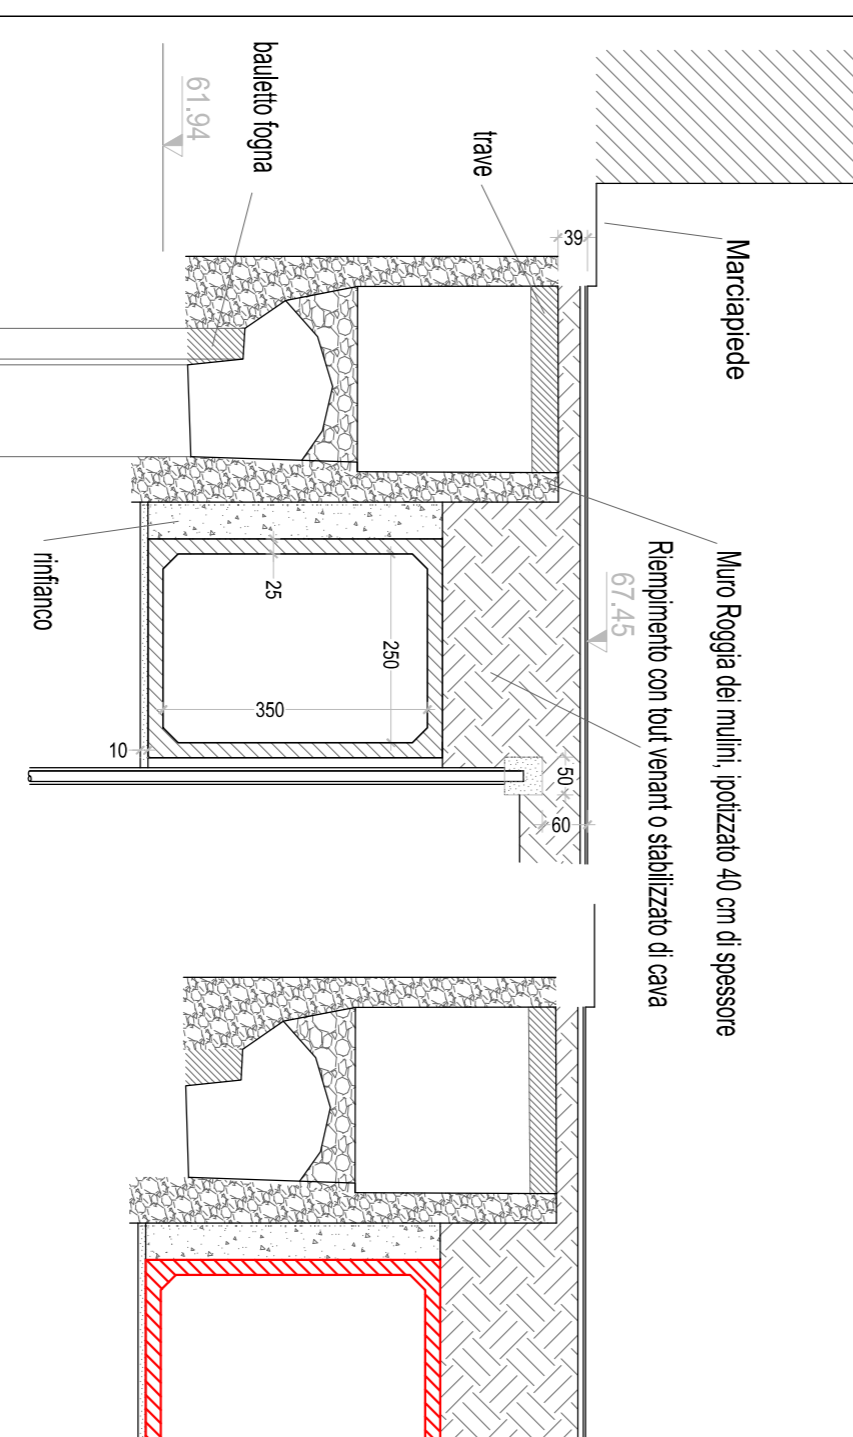 Marciapiede
Muro Roggia dei mulini, ipotizzato 40 cm di spessore
67.45
Riempimento con tout venant o stabilizzato di cava
39
trave
bauletto fogna
61.94
rinfianco
25
250
350
10
50
60